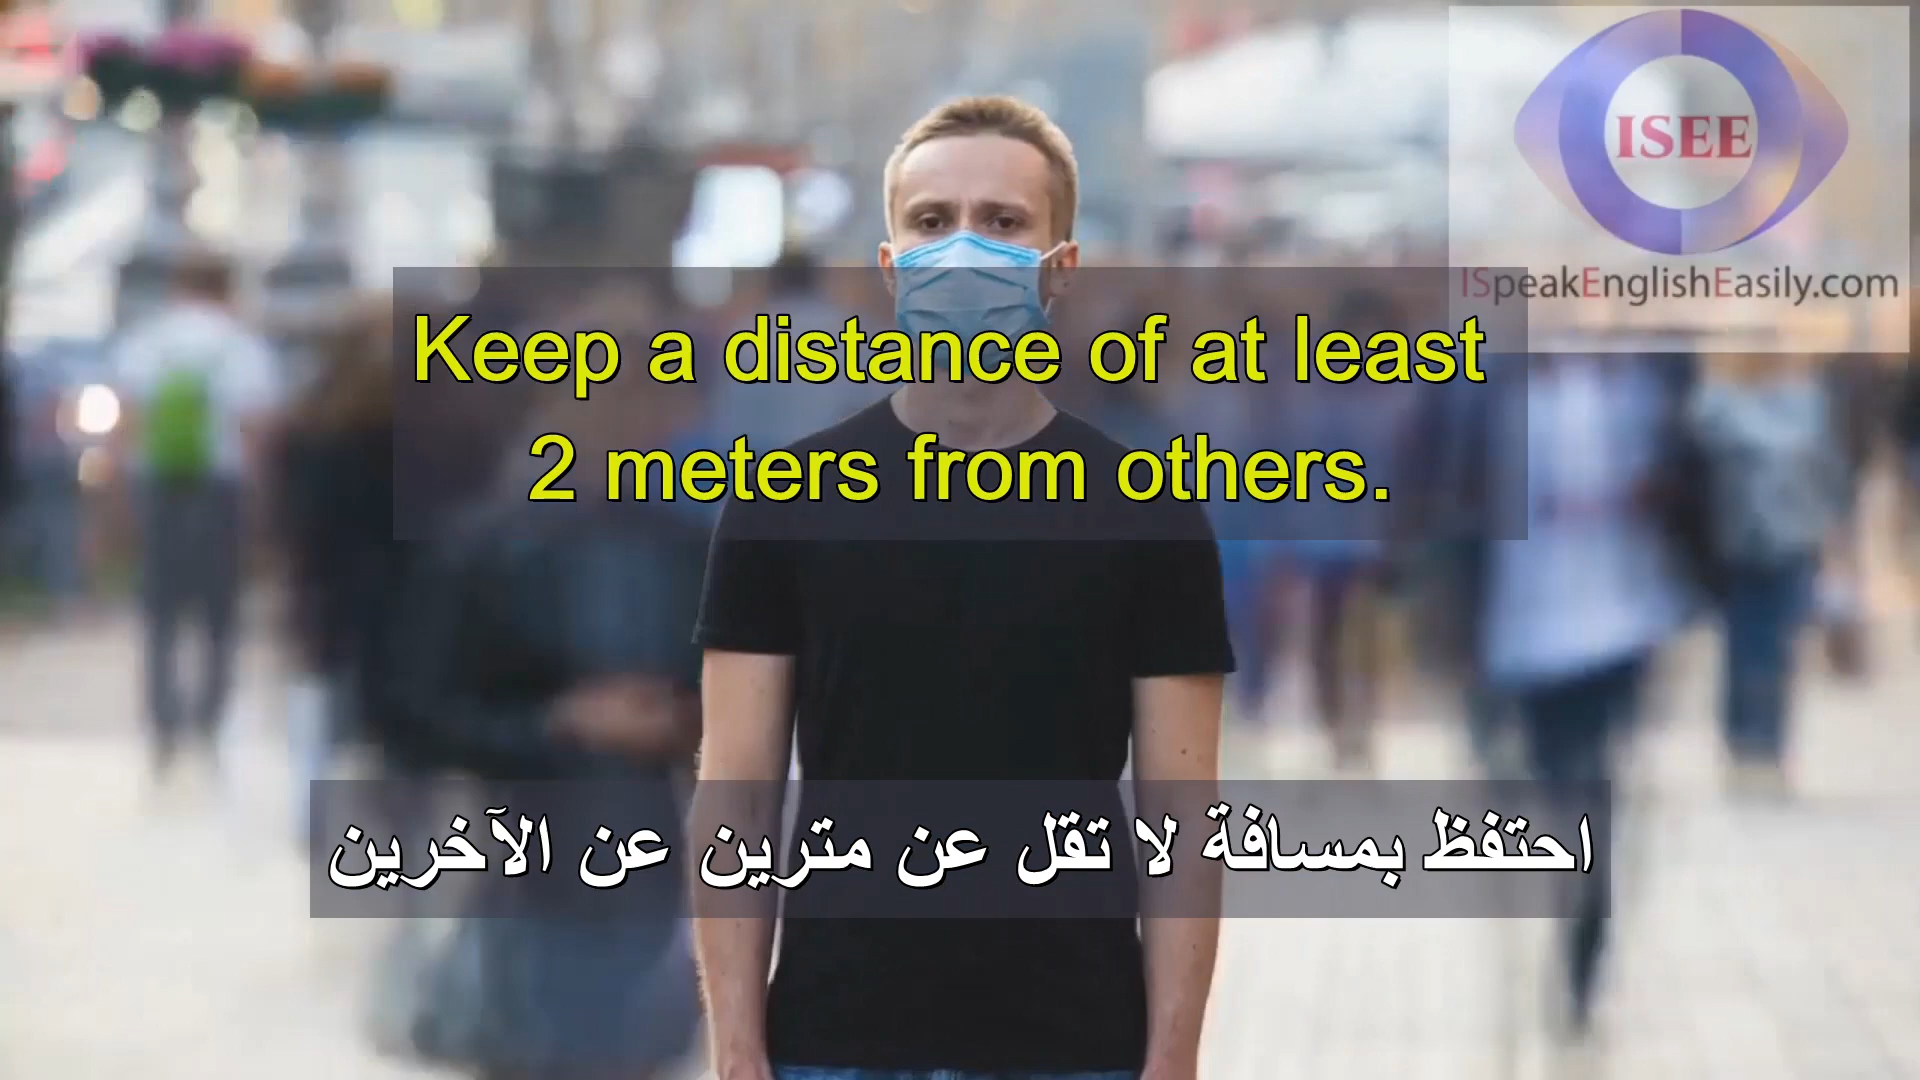 ISEE
ISpeakEnglishEasily.com
Keep a distance of at least
2 meters from others.
احتفظ بمسافة لا تقل عن مترين عن الآخرين